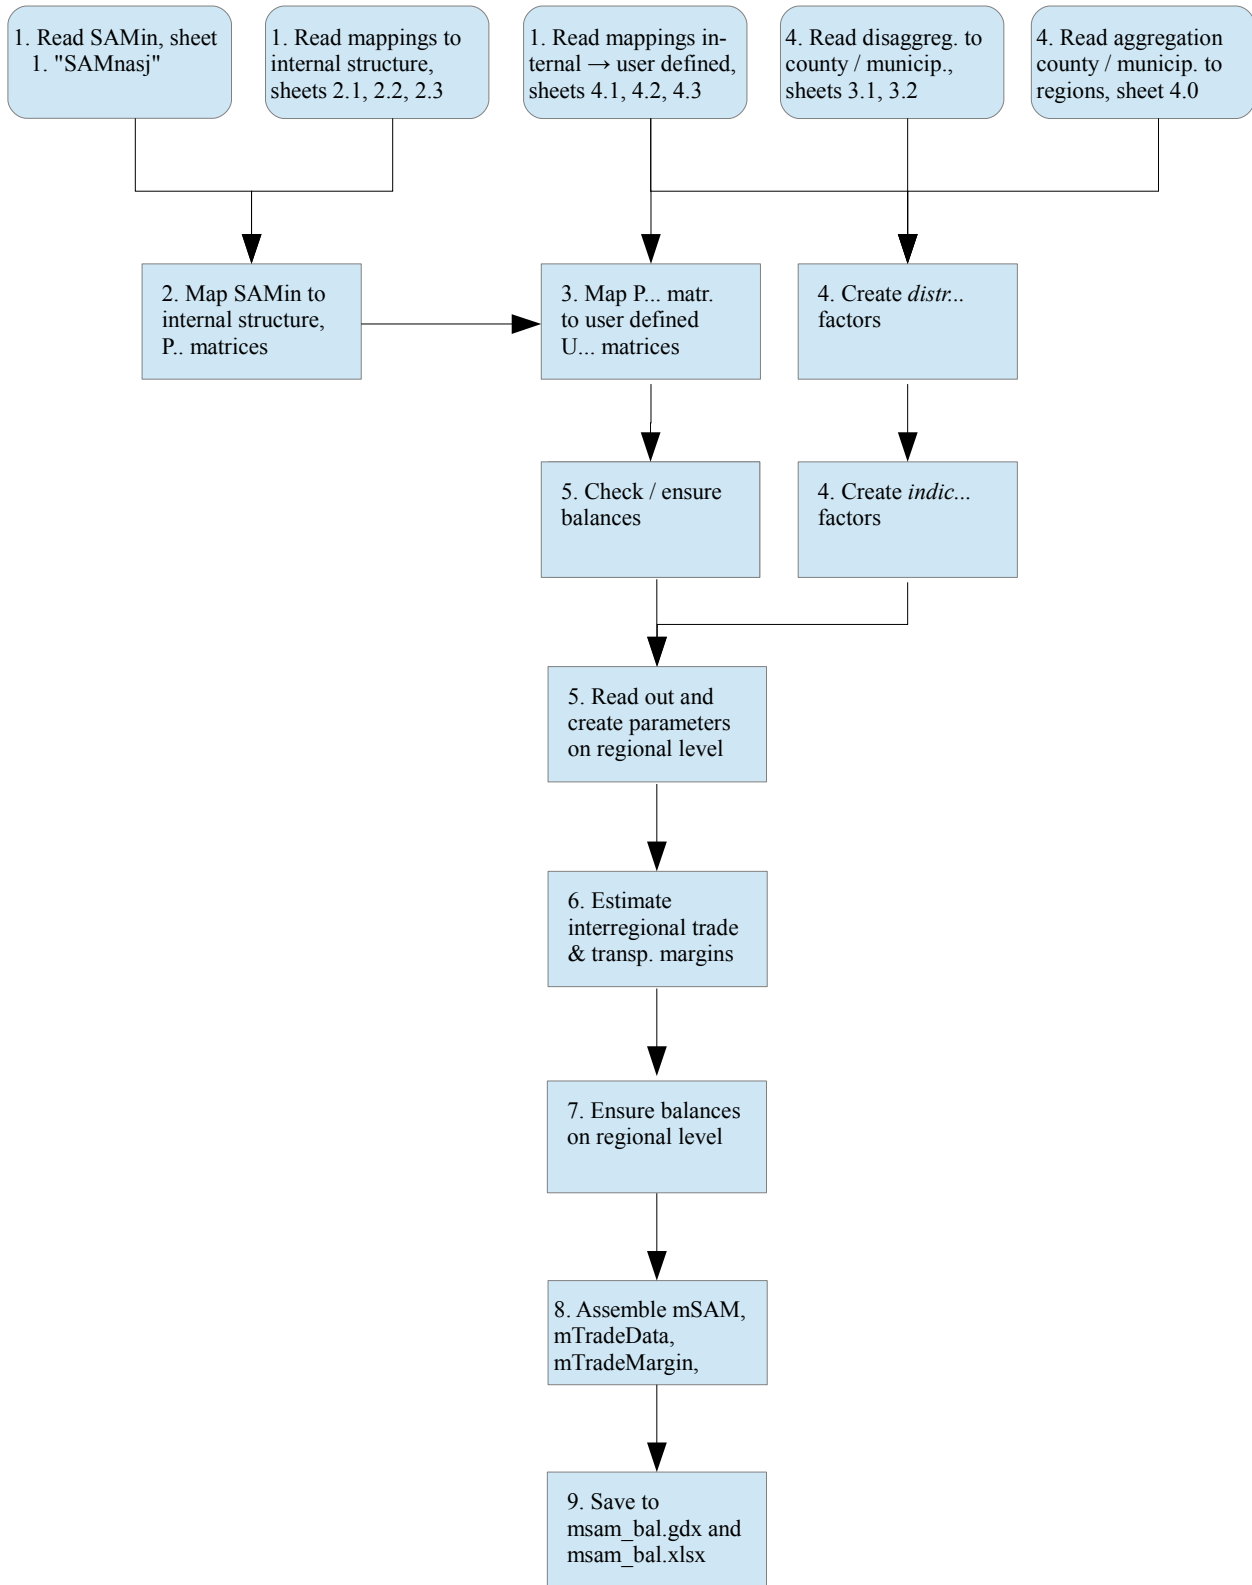 1. Read SAMin, sheet
1. "SAMnasj"
1. Read mappings to
internal structure,
sheets 2.1, 2.2, 2.3
1. Read mappings in-
ternal → user defined,
sheets 4.1, 4.2, 4.3
4. Read disaggreg. to
county / municip.,
sheets 3.1, 3.2
4. Read aggregation
county / municip. to
regions, sheet 4.0
2. Map SAMin to
internal structure,
P.. matrices
3. Map P... matr.
to user defined
U... matrices
4. Create distr...
factors
5. Check / ensure
balances
4. Create indic...
factors
5. Read out and
create parameters
on regional level
6. Estimate
interregional trade
& transp. margins
7. Ensure balances
on regional level
8. Assemble mSAM,
mTradeData,
mTradeMargin,
9. Save to
msam_bal.gdx and
msam_bal.xlsx